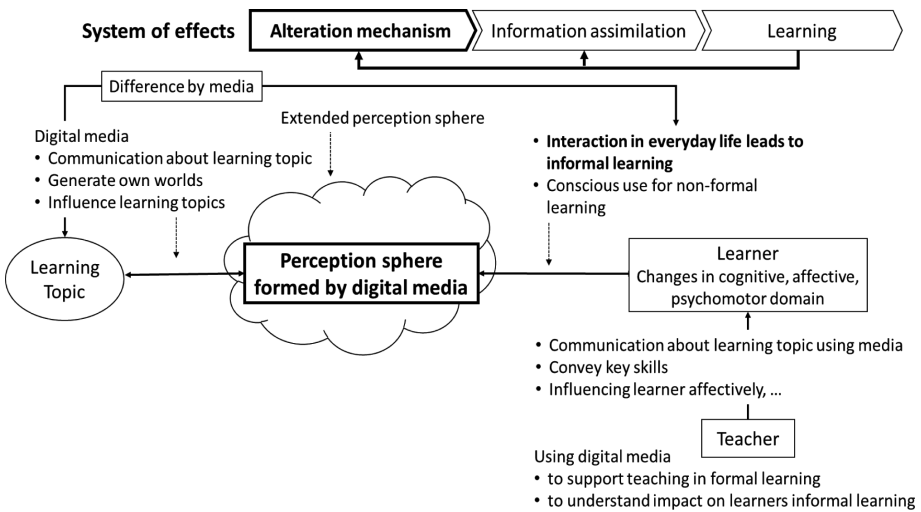 System of effects
Alteration mechanism
Information assimilation
Learning
Difference by media
Extended perception sphere
Digital media
• Communication about learning topic
• Generate own worlds
• Influence learning topics
• Interaction in everyday life leads to
informal learning
• Conscious use for non-formal
learning
Learning
Topic
Perception sphere
formed by digital media
Learner
Changes in cognitive, affective,
psychomotor domain
• Communication about learning topic using media
• Convey key skills
• Influencing learner affectively, ...
Teacher
Using digital media
• to support teaching in formal learning
• to understand impact on learners informal learning